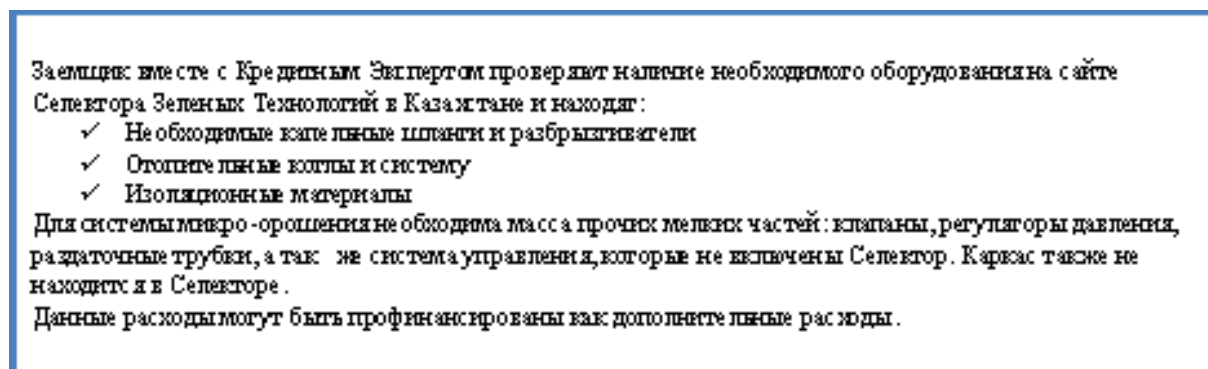 Заемщик вместе с Кредитным Экспертом проверяют наличие необходимого оборудования на сайте
Селектора Зеленых Технологий в Казахстане и находят:
✓ Необходимые капельные шланги и разбрызгиватели
✓ Отопительные котлы и систему
✓ Изоляционные материалы
Для системы микро-орошения необходима масса прочих мелких частей: клапаны, регуляторы давления,
раздаточные трубки, а так же система управления, которые не включены Селектор. Каркас также не
находится в Селекторе.
Данные расходы могут быть профинансированы как дополнительные расходы.